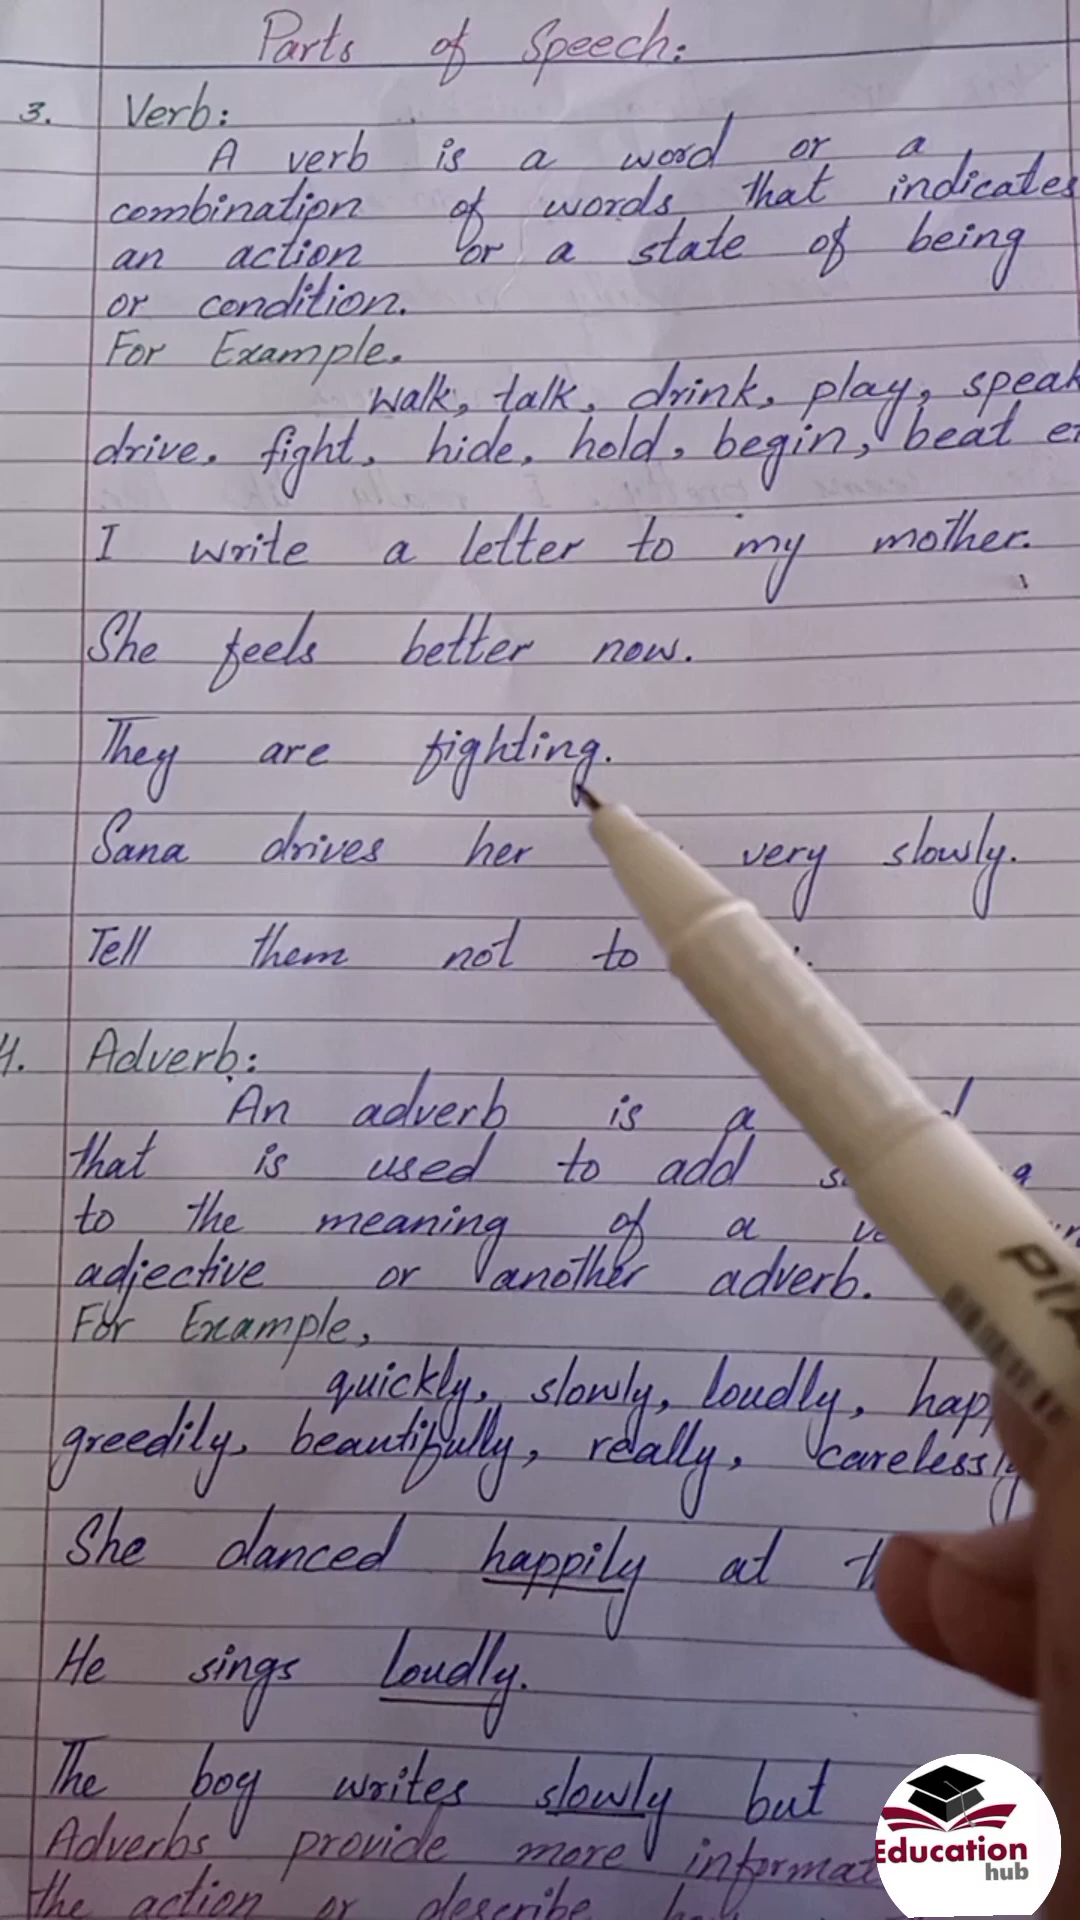 Parts of Speech:
3. Verb:
A verb is a word or a
combination of words that indicates
an action or a state of being
or condition.
For Example.
walk, talk, drink, play, speak
drive, fight, hide, hold, begin, beat
I write a letter to my mother.
She feels better now.
They are fighting.
Sana drives her very slowly.
Tell them not to
4. Adverb:
An adverb is a
that is used to add
to the meaning of a
adjective or another adverb.
For Example,
quickly, slowly, loudly,
greedily, beautifully, really, carelessly
She danced happily at
He sings loudly.
The boy writes slowly but
Adverbs provide more
the action or describe
Education
hub